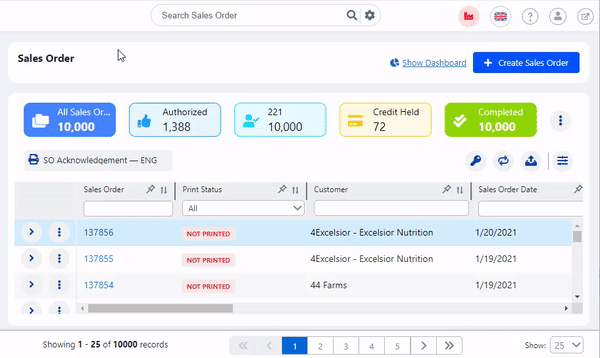 Search Sales Order
Sales Order
Show Dashboard
Create Sales Order
All Sales Or...
10,000
Authorized
1,388
221
10,000
Credit Held
72
Completed
10,000
SO Acknowledgement — ENG
Sales Order Print Status Customer Sales Order Date
All
137856 NOT PRINTED 4Excelsior - Excelsior Nutrition 1/20/2021
137855 NOT PRINTED 4Excelsior - Excelsior Nutrition 1/19/2021
137854 NOT PRINTED 44 Farms 1/19/2021
Showing 1 - 25 of 10000 records 1 2 3 4 5 Show: 25